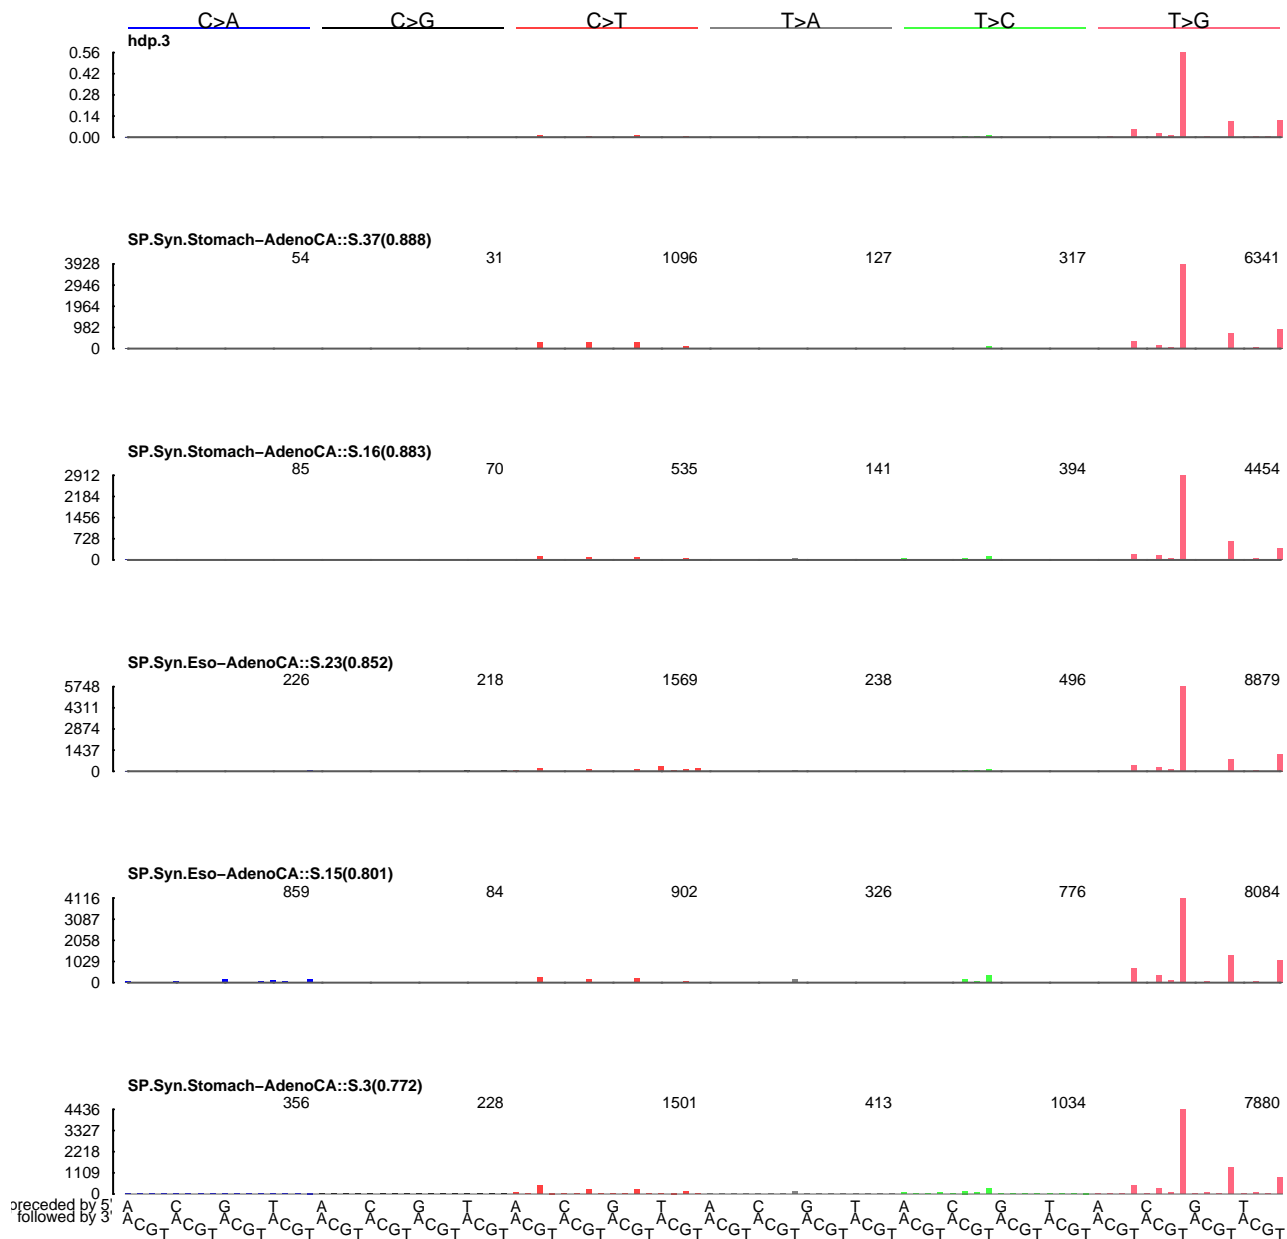 C>A C>G C>T T>A T>C T>G
hdp.3
0.56
0.42
0.28
0.14
0.00
SP.Syn.Stomach–AdenoCA::S.37(0.888)
54 31 1096 127 317 6341
3928
2946
1964
982
0
SP.Syn.Stomach–AdenoCA::S.16(0.883)
85 70 535 141 394 4454
2912
2184
1456
728
0
SP.Syn.Eso–AdenoCA::S.23(0.852)
226 218 1569 238 496 8879
5748
4311
2874
1437
0
SP.Syn.Eso–AdenoCA::S.15(0.801)
859 84 902 326 776 8084
4116
3087
2058
1029
0
SP.Syn.Stomach–AdenoCA::S.3(0.772)
356 228 1501 413 1034 7880
4436
3327
2218
1109
0
preceded by 5' A C G T A C G T A C G T A C G T A C G T A C G T
followed by 3' A C G T A C G T A C G T A C G T A C G T A C G T A C G T A C G T A C G T A C G T A C G T A C G T A C G T A C G T A C G T A C G T A C G T A C G T A C G T A C G T A C G T A C G T A C G T A C G T